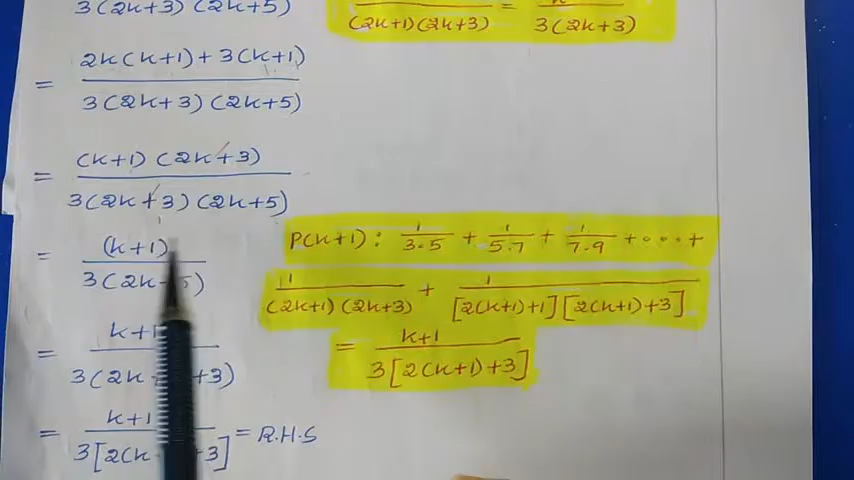 3(2k+3)(2k+5)
(2k+1)(2k+3) = 3(2k+3)
= 2k(k+1)+3(k+1)
3(2k+3)(2k+5)
= (k+1)(2k+3)
3(2k+3)(2k+5)
= (k+1)
3(2k 5)
= k+1
3(2k +3)
= k+1
3[2(k +3] = R.H.S
P(k+1): 1/3.5 + 1/5.7 + 1/7.9 +....+
1/(2k+1)(2k+3) + 1/[2(k+1)+1][2(k+1)+3]
= k+1
3[2(k+1)+3]